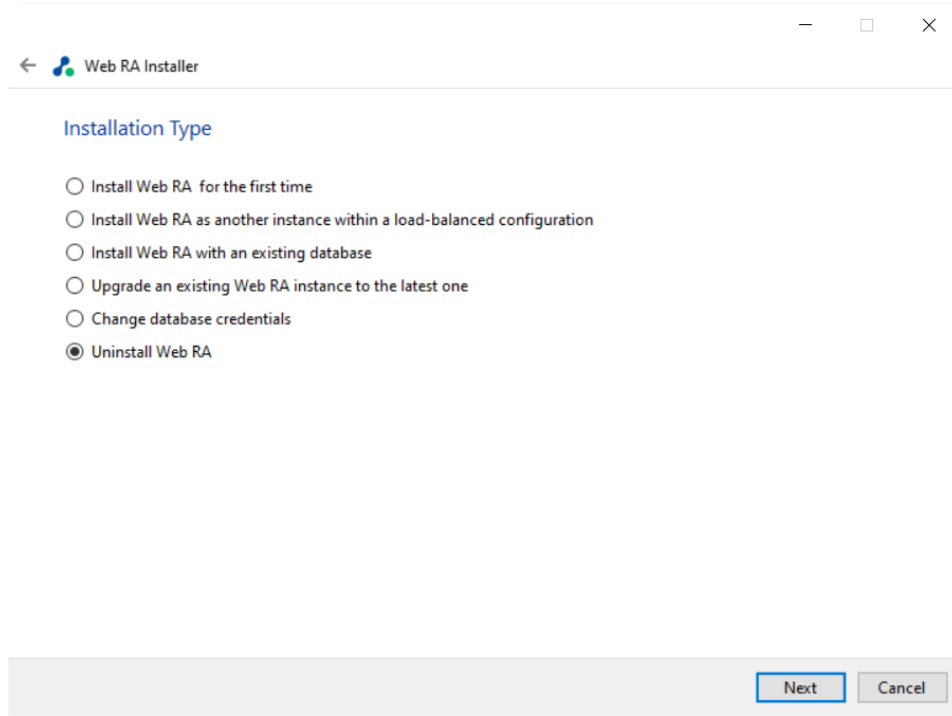 Web RA Installer
Installation Type
Install Web RA  for the first time
Install Web RA as another instance within a load-balanced configuration
Install Web RA with an existing database
Upgrade an existing Web RA instance to the latest one
Change database credentials
Uninstall Web RA
Next Cancel